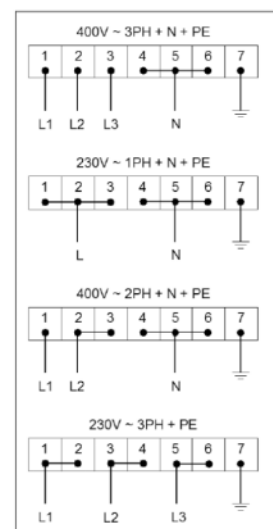 400V ~ 3PH + N + PE
1 2 3 4 5 6 7
L1 L2 L3 N
230V ~ 1PH + N + PE
1 2 3 4 5 6 7
L N
400V ~ 2PH + N + PE
1 2 3 4 5 6 7
L1 L2 N
230V ~ 3PH + PE
1 2 3 4 5 6 7
L1 L2 L3